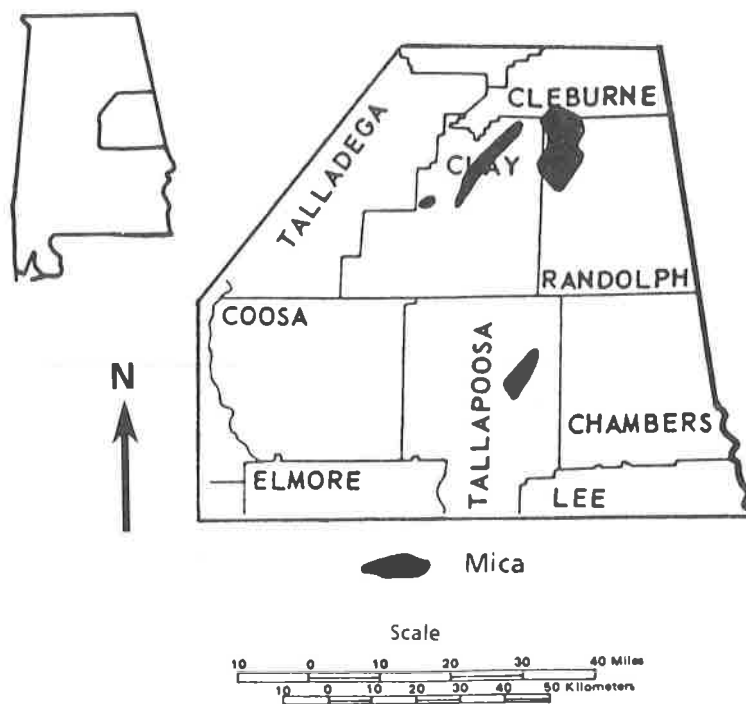 CLEBURNE
TALLADEGA
CLAY
RANDOLPH
COOSA
N
TALLAPOOSA
CHAMBERS
ELMORE
LEE
Mica
Scale
10 0 10 20 30 40 Miles
10 0 10 20 30 40 50 Kilometers